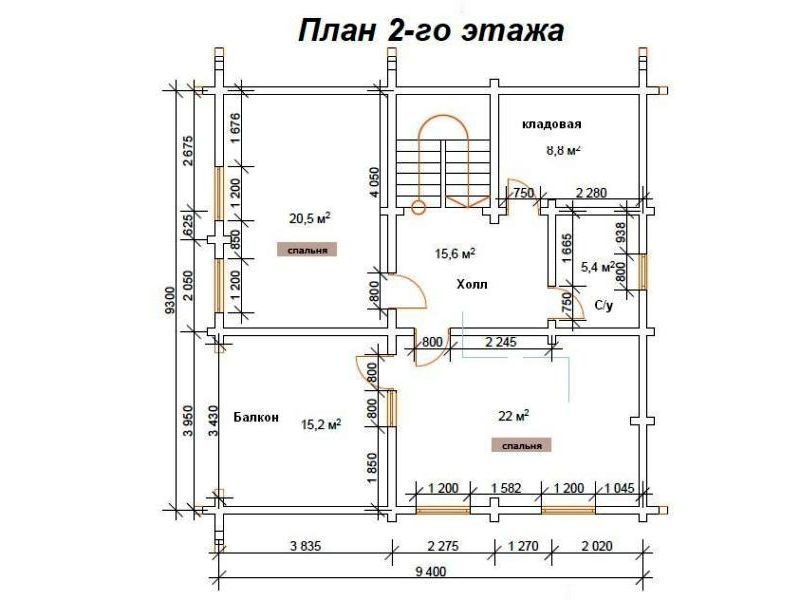 План 2-го этажа
кладовая
8,8 м²
1 676
2 675
4 050
750
2 280
1 200
20,5 м²
спальня
625
850
15,6 м²
Холл
1 665
938
5,4 м²
800
С/у
750
1 200
2 050
800
9300
800
2 245
800
800
3 950
3 430
Балкон
15,2 м²
22 м²
спальня
1 850
1 200
1 582
1 200
1 045
3 835
2 275
1 270
2 020
9 400